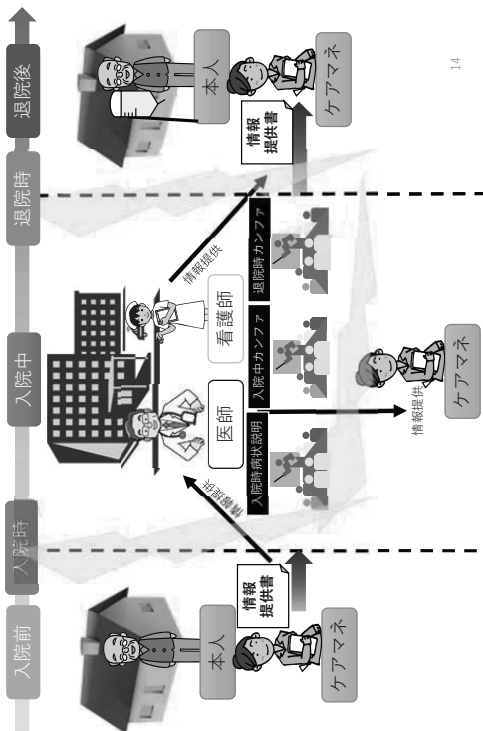 入院前
入院時
入院中
退院時
退院後
本人
ケアマネ
情報
提供書
情報提供
医師
看護師
入院時病状説明
入院中カンファ
退院時カンファ
情報提供
ケアマネ
情報提供
情報
提供書
本人
ケアマネ
14